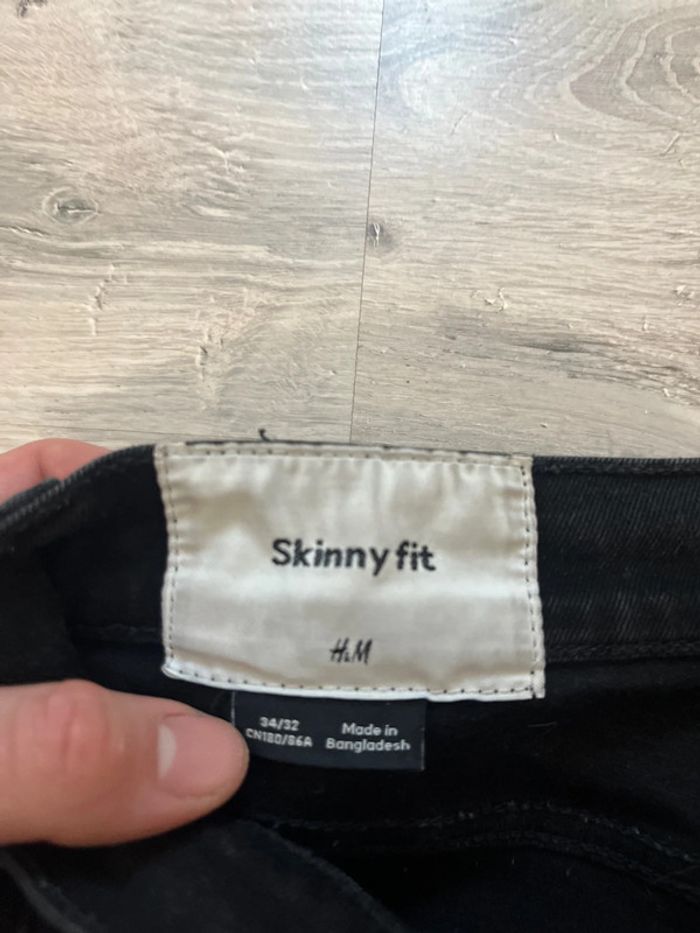 Skinny fit
H&M
34/32
CN180/86A
Made in
Bangladesh